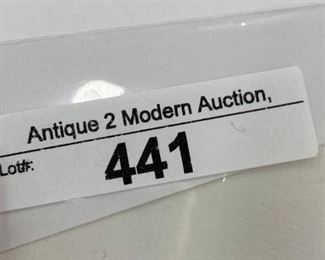 Antique 2 Modern Auction,
Lot#: 441